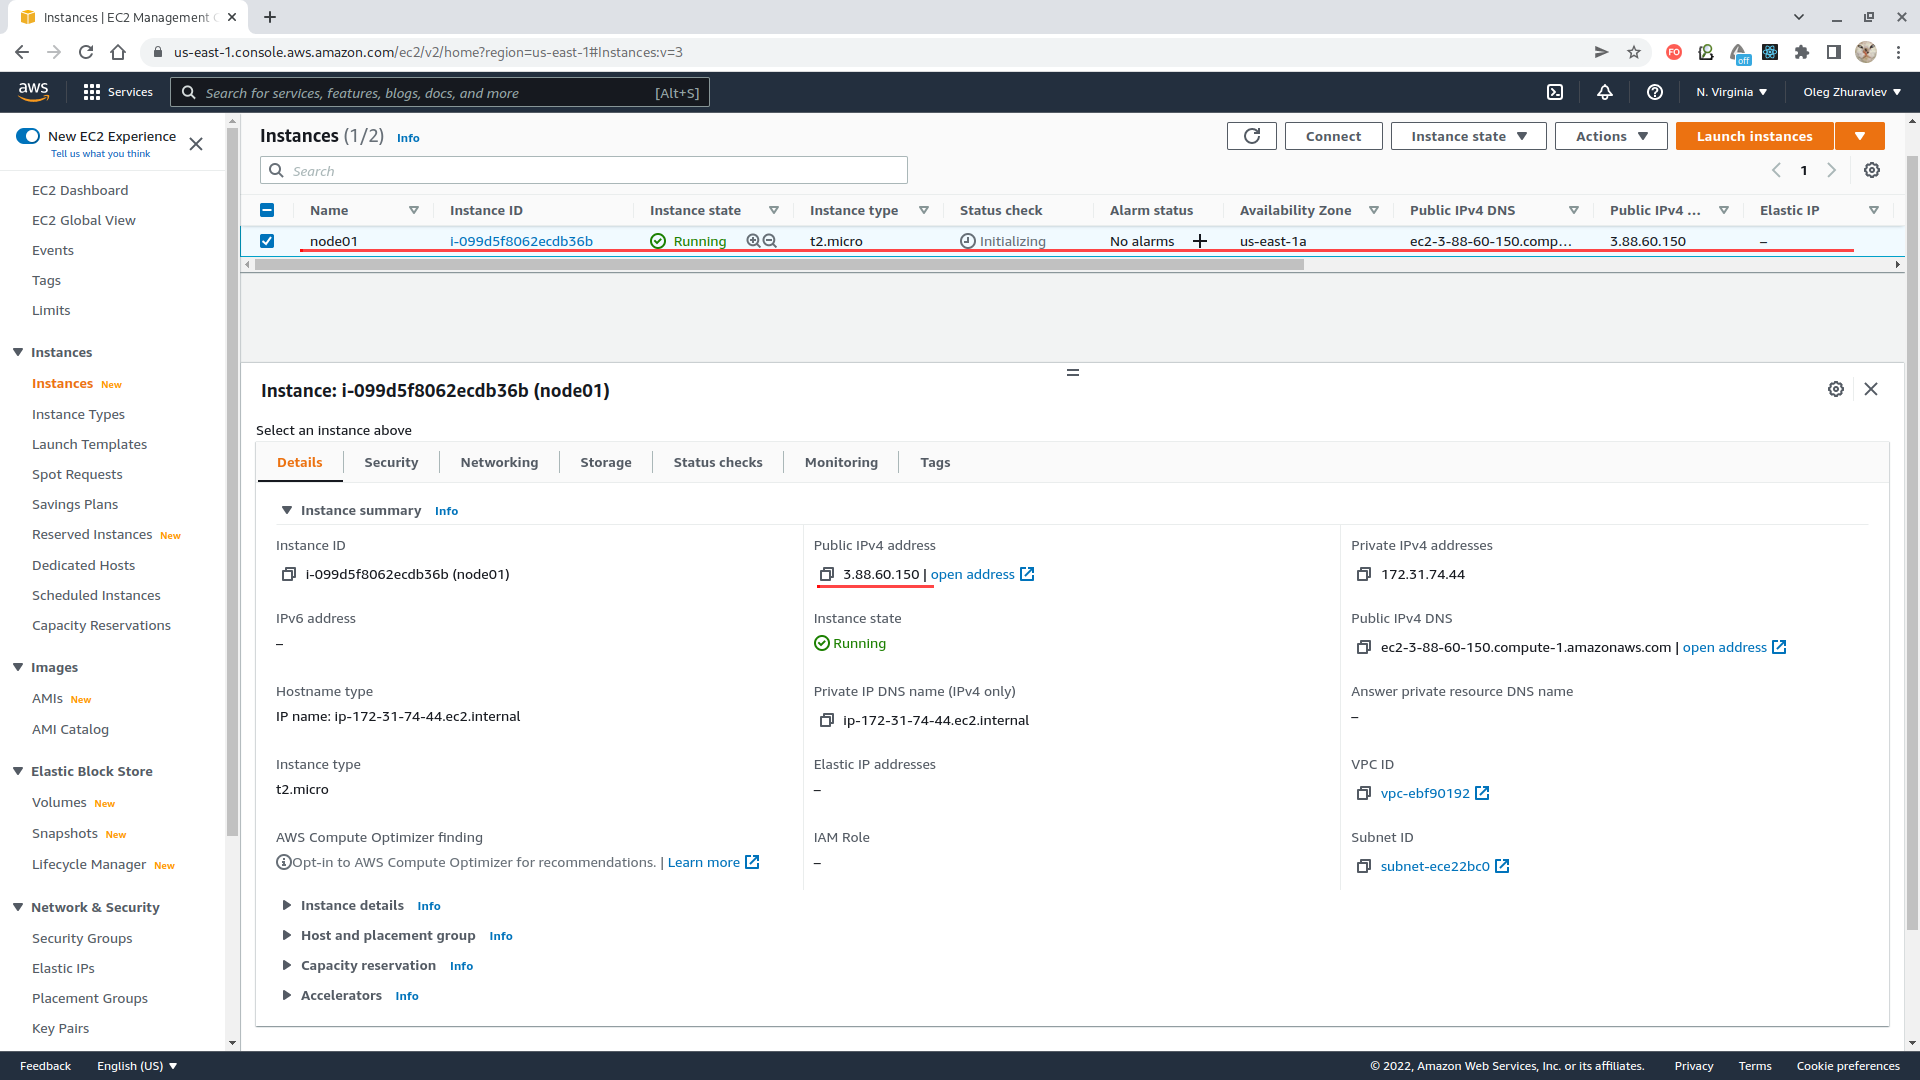 Instances | EC2 Management C
us-east-1.console.aws.amazon.com/ec2/v2/home?region=us-east-1#Instances:v=3
FO
off
aws
Services
Search for services, features, blogs, docs, and more
[Alt+S]
N. Virginia
Oleg Zhuravlev
New EC2 Experience
Tell us what you think
EC2 Dashboard
EC2 Global View
Events
Tags
Limits
Instances
Instances New
Instance Types
Launch Templates
Spot Requests
Savings Plans
Reserved Instances New
Dedicated Hosts
Scheduled Instances
Capacity Reservations
Images
AMIs New
AMI Catalog
Elastic Block Store
Volumes New
Snapshots New
Lifecycle Manager New
Network & Security
Security Groups
Elastic IPs
Placement Groups
Key Pairs
Instances (1/2) Info
Connect
Instance state
Actions
Launch instances
Search
1
Name Instance ID Instance state Instance type Status check Alarm status Availability Zone Public IPv4 DNS Public IPv4 ... Elastic IP
node01 i-099d5f8062ecdb36b Running t2.micro Initializing No alarms us-east-1a ec2-3-88-60-150.comp... 3.88.60.150 –
Instance: i-099d5f8062ecdb36b (node01)
Select an instance above
Details Security Networking Storage Status checks Monitoring Tags
Instance summary Info
Instance ID
i-099d5f8062ecdb36b (node01)
Public IPv4 address
3.88.60.150 | open address
Private IPv4 addresses
172.31.74.44
IPv6 address
–
Instance state
Running
Public IPv4 DNS
ec2-3-88-60-150.compute-1.amazonaws.com | open address
Hostname type
IP name: ip-172-31-74-44.ec2.internal
Private IP DNS name (IPv4 only)
ip-172-31-74-44.ec2.internal
Answer private resource DNS name
–
Instance type
t2.micro
Elastic IP addresses
–
VPC ID
vpc-ebf90192
AWS Compute Optimizer finding
Opt-in to AWS Compute Optimizer for recommendations. | Learn more
IAM Role
–
Subnet ID
subnet-ece22bc0
Instance details Info
Host and placement group Info
Capacity reservation Info
Accelerators Info
Feedback
English (US)
© 2022, Amazon Web Services, Inc. or its affiliates.
Privacy
Terms
Cookie preferences